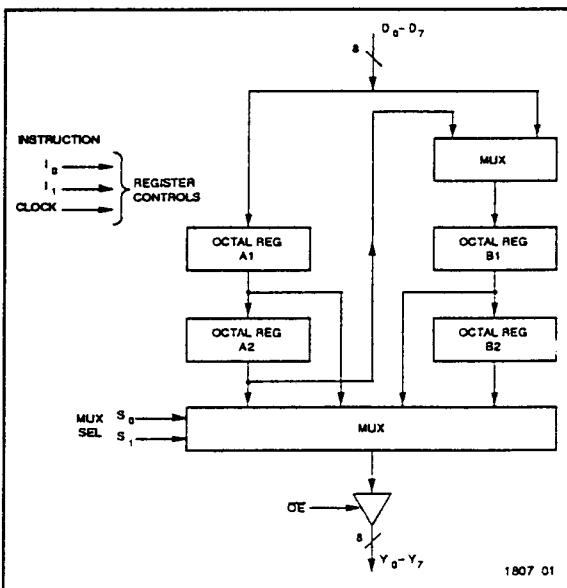 D0-D7
8
INSTRUCTION
I0
I1
CLOCK
REGISTER
CONTROLS
MUX
OCTAL REG
A1
OCTAL REG
B1
OCTAL REG
A2
OCTAL REG
B2
MUX
SEL
S0
S1
MUX
OE
8
Y0-Y7
1807 01